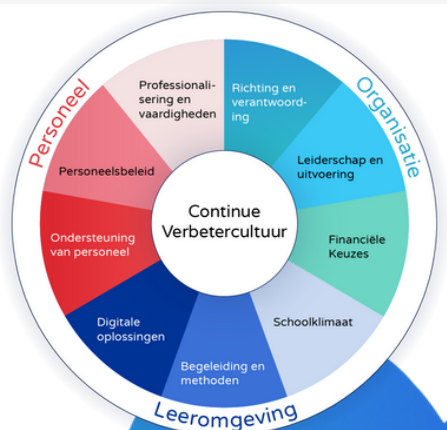 Personeel
Organisatie
Professionali-
sering en
vaardigheden
Richting en
verantwoord-
ing
Personeelsbeleid
Leiderschap en
uitvoering
Continue
Verbetercultuur
Ondersteuning
van personeel
Financiële
Keuzes
Digitale
oplossingen
Schoolklimaat
Begeleiding en
methoden
Leeromgeving